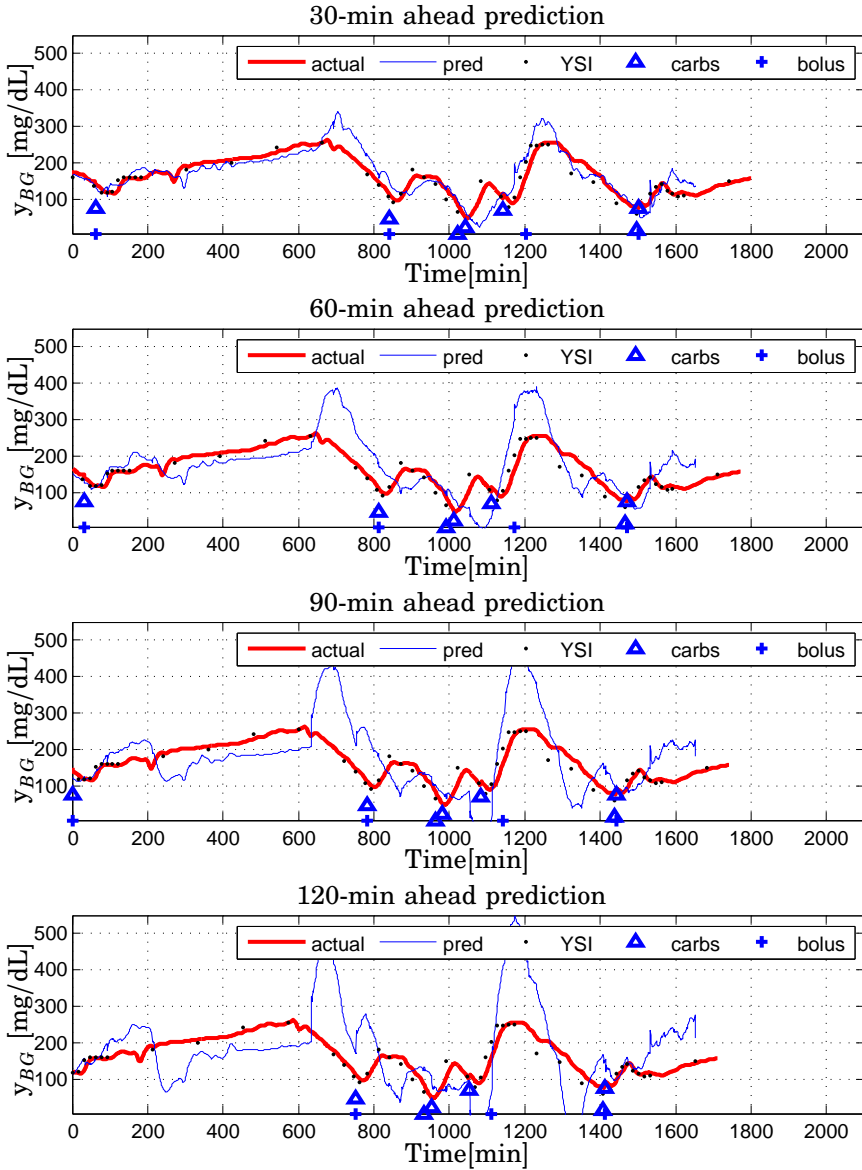 30-min ahead prediction
500
400
300
200
100
y_BG [mg/dL]
actual pred YSI carbs bolus
0 200 400 600 800 1000 1200 1400 1600 1800 2000
Time[min]
60-min ahead prediction
500
400
300
200
100
y_BG [mg/dL]
actual pred YSI carbs bolus
0 200 400 600 800 1000 1200 1400 1600 1800 2000
Time[min]
90-min ahead prediction
500
400
300
200
100
y_BG [mg/dL]
actual pred YSI carbs bolus
0 200 400 600 800 1000 1200 1400 1600 1800 2000
Time[min]
120-min ahead prediction
500
400
300
200
100
y_BG [mg/dL]
actual pred YSI carbs bolus
0 200 400 600 800 1000 1200 1400 1600 1800 2000
Time[min]